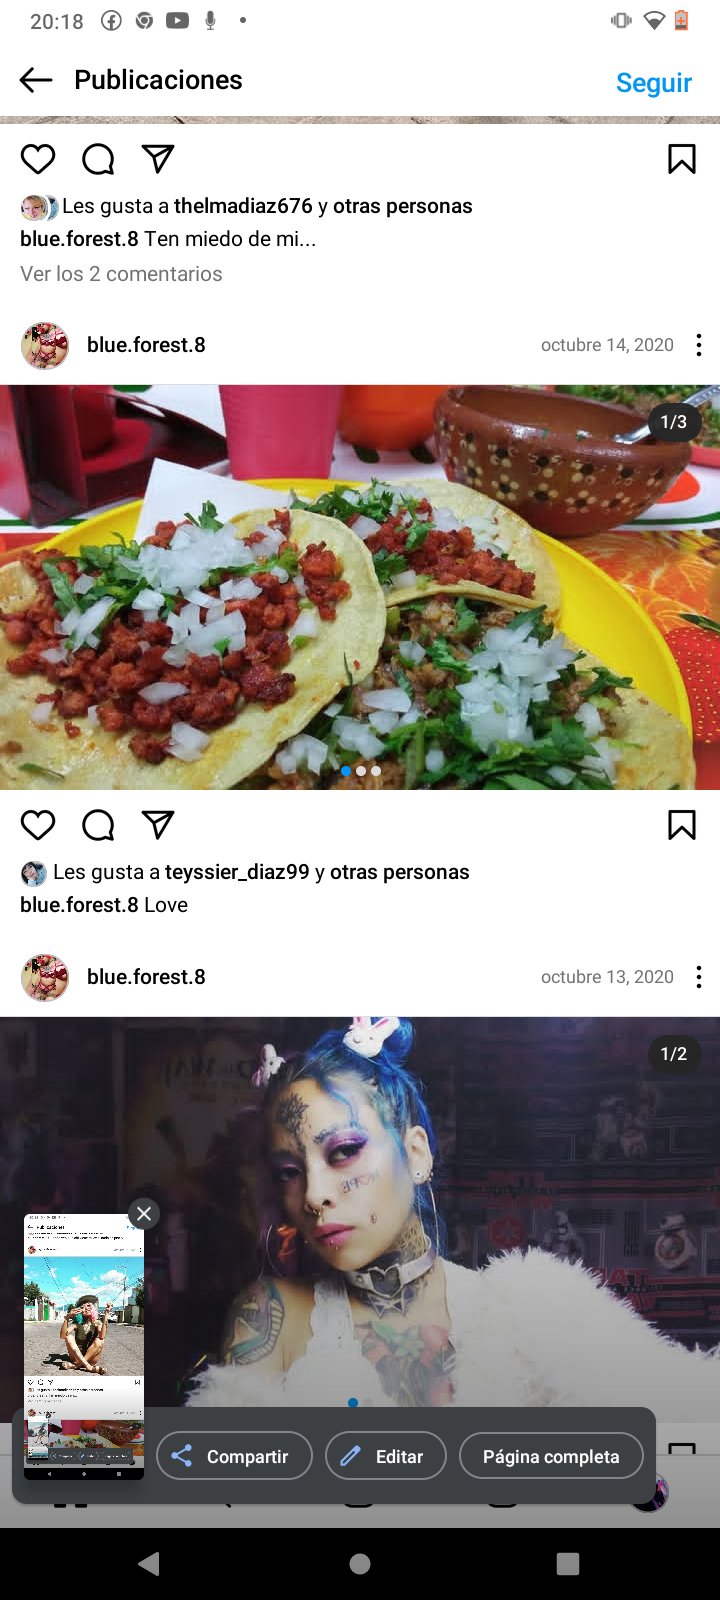 20:18
Publicaciones
Seguir
Les gusta a thelmadiaz676 y otras personas
blue.forest.8 Ten miedo de mi...
Ver los 2 comentarios
blue.forest.8
octubre 14, 2020
1/3
Les gusta a teyssier_diaz99 y otras personas
blue.forest.8 Love
blue.forest.8
octubre 13, 2020
1/2
HOPE
Publicaciones
Compartir
Editar
Página completa